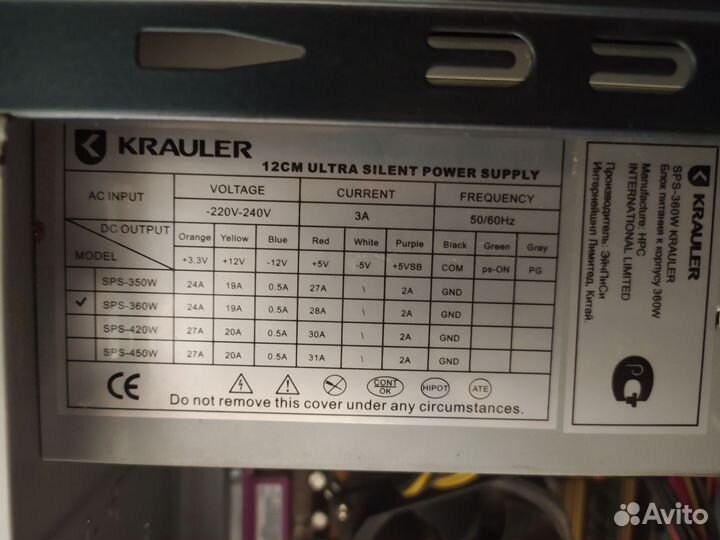 KRAULER
12CM ULTRA SILENT POWER SUPPLY
AC INPUT VOLTAGE CURRENT FREQUENCY
~220V-240V 3A 50/60Hz
DC OUTPUT Orange Yellow Blue Red White Purple Black Green Gray
MODEL +3.3V +12V -12V +5V -5V +5VSB COM ps-ON PG
SPS-350W 24A 19A 0.5A 27A \ 2A GND
SPS-360W 24A 19A 0.5A 28A \ 2A GND
SPS-420W 27A 20A 0.5A 30A \ 2A GND
SPS-450W 27A 20A 0.5A 31A \ 2A GND
CE CONT OK HIPOT ATE
Do not remove this cover under any circumstances.
KRAULER
SPS-360W KRAULER
Блок питания к корпусу 360W
Manufacture: HPC
INTERNATIONAL LIMITED
Производитель: ЭйчПиСи
Интернейшнл Лимитед, Китай.
РСТ
Avito